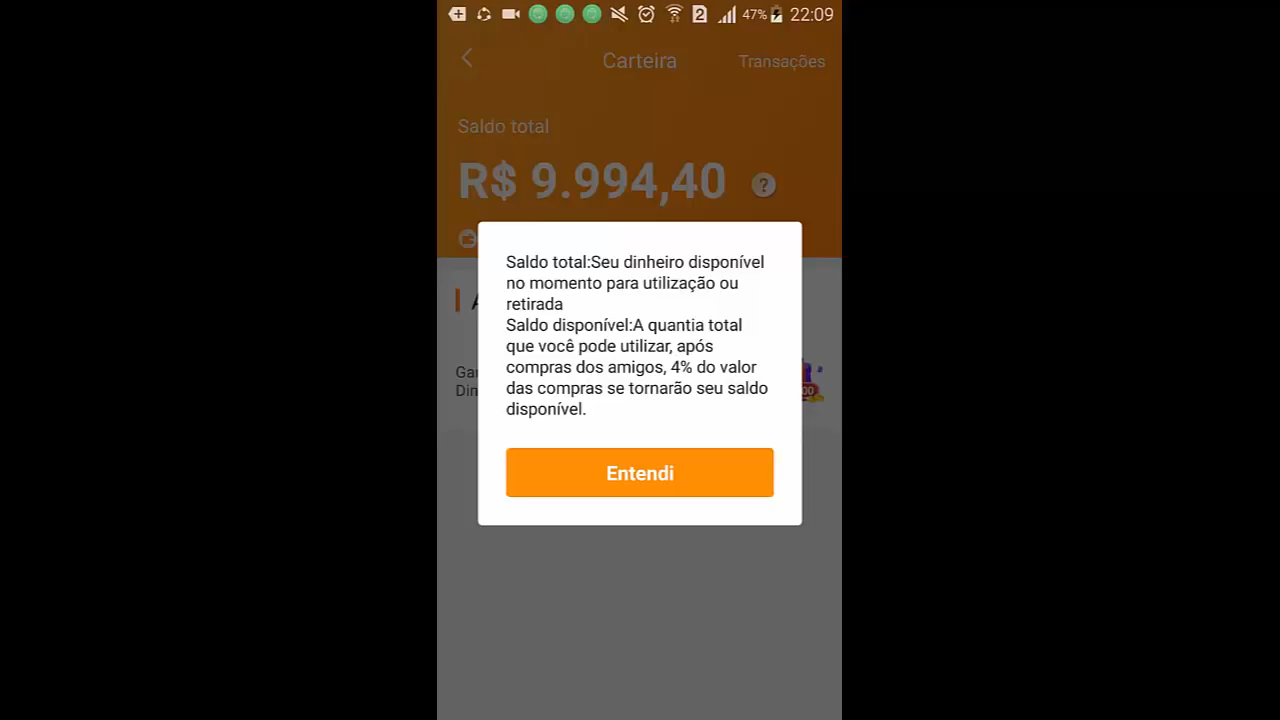 2 47% 22:09
Carteira Transações
Saldo total
R$ 9.994,40 ?
Saldo total:Seu dinheiro disponível
no momento para utilização ou
retirada
Saldo disponível:A quantia total
que você pode utilizar, após
compras dos amigos, 4% do valor
das compras se tornarão seu saldo
disponível.
Entendi